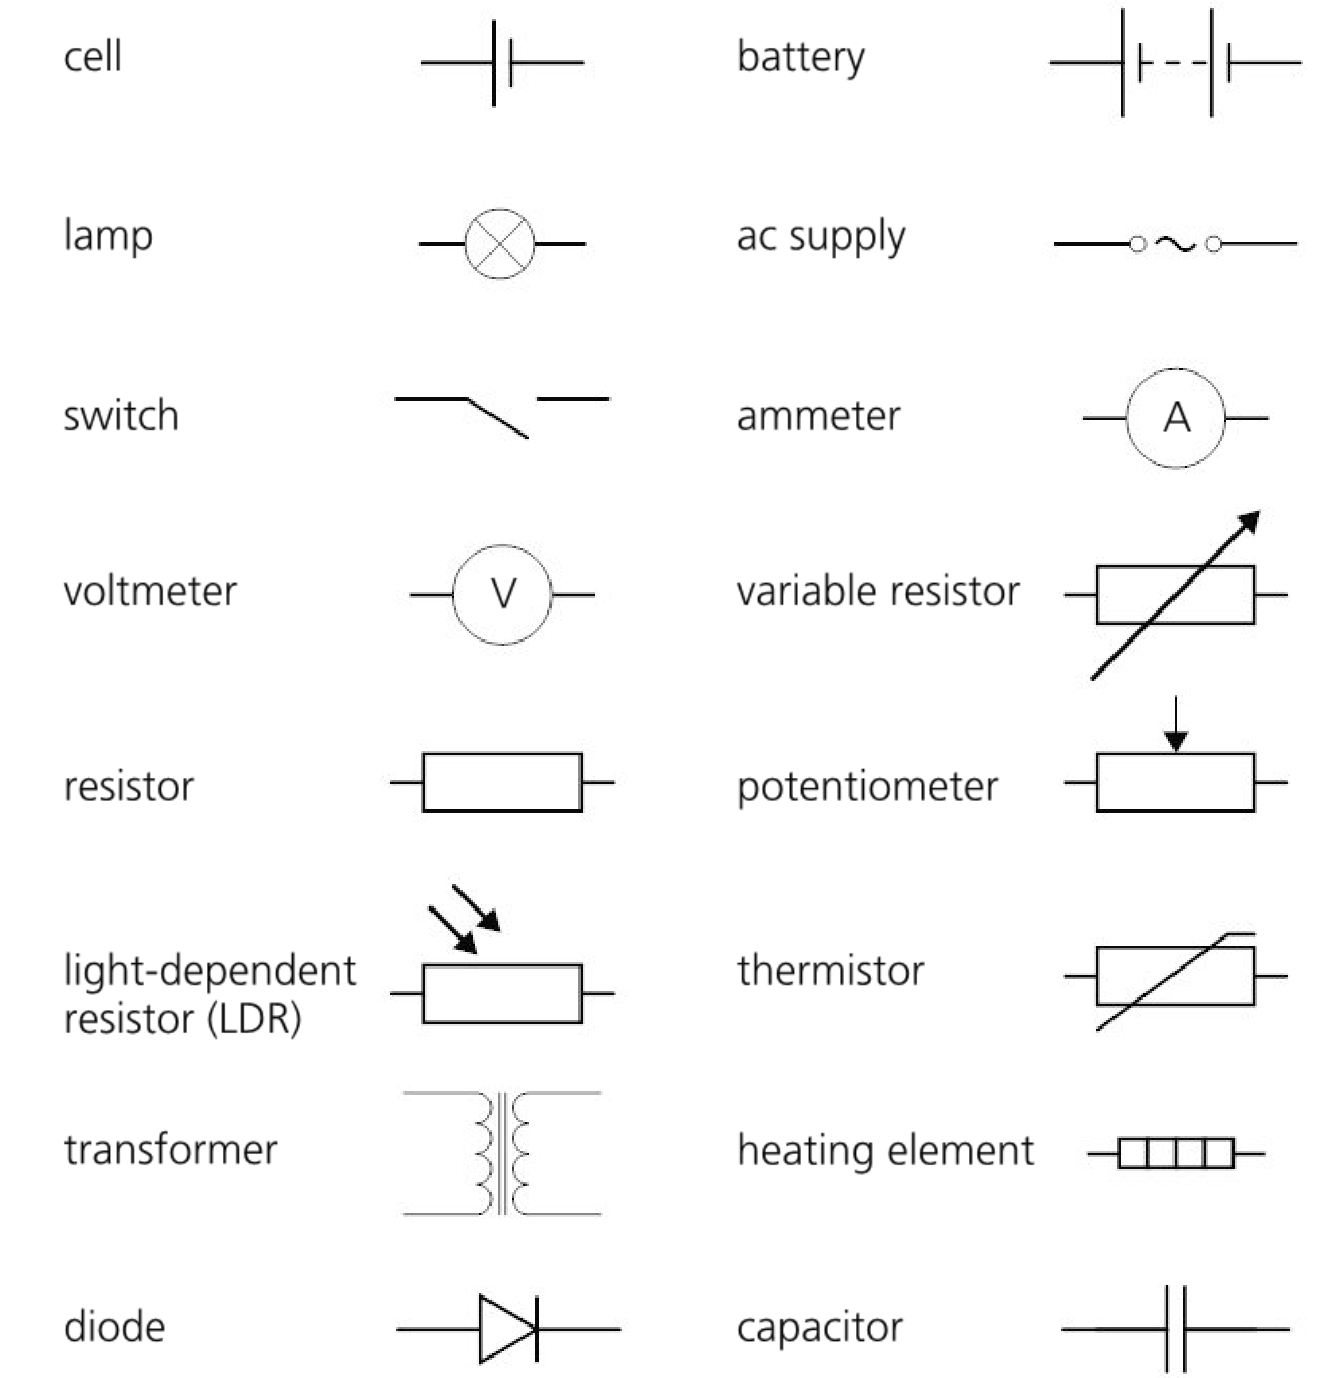 cell
battery
lamp
ac supply
switch
ammeter
A
voltmeter
V
variable resistor
resistor
potentiometer
light-dependent
resistor (LDR)
thermistor
transformer
heating element
diode
capacitor